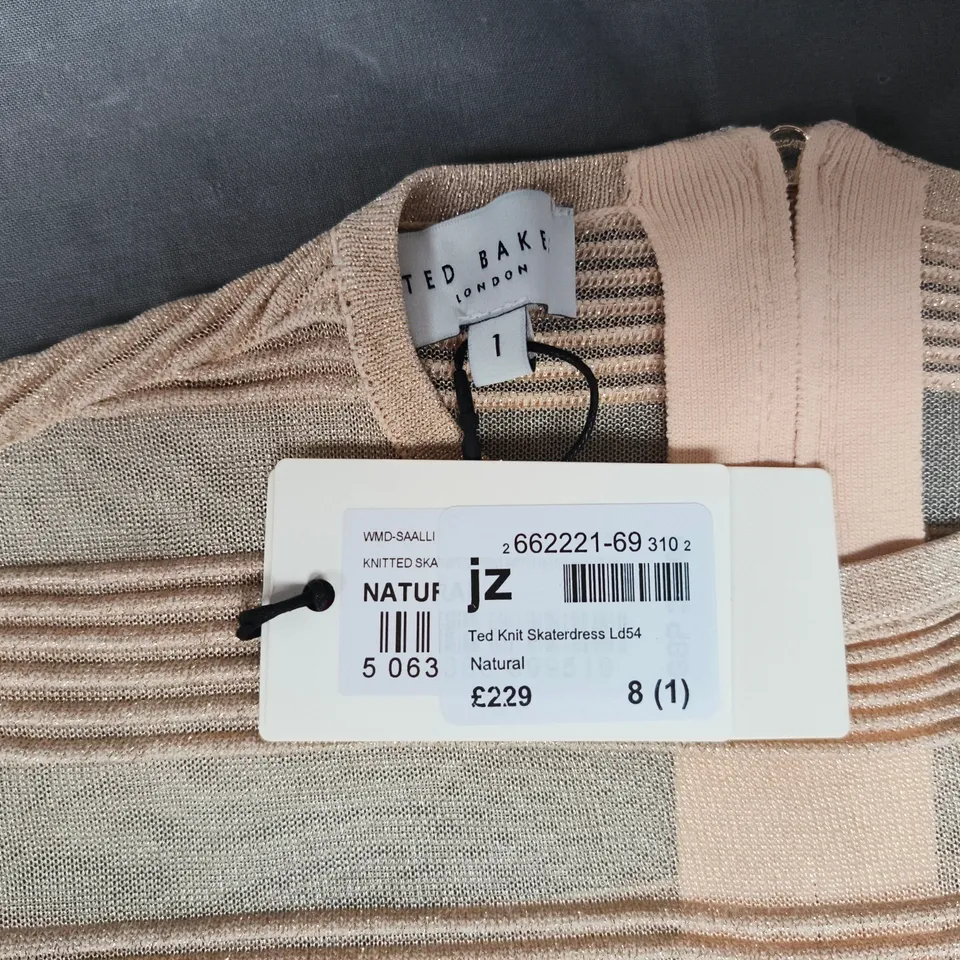 TED BAKE
LONDON
1
WMD-SAALLI
KNITTED SKA
NATUR
5 063
2 662221-69 310 2
jz
Ted Knit Skaterdress Ld54
Natural
£229
8 (1)